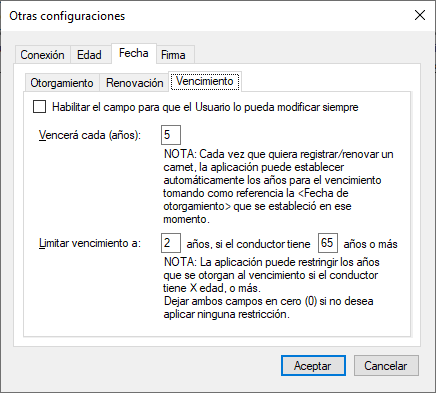 Otras configuraciones
Conexión Edad Fecha Firma
Otorgamiento Renovación Vencimiento
Habilitar el campo para que el Usuario lo pueda modificar siempre
Vencerá cada (años): 5
NOTA: Cada vez que quiera registrar/renovar un
carnet, la aplicación puede establecer
automáticamente los años para el vencimiento
tomando como referencia la <Fecha de
otorgamiento> que se estableció en ese
momento.
Limitar vencimiento a: 2 años, si el conductor tiene 65 años o más
NOTA: La aplicación puede restringir los años
que se otorgan al vencimiento si el conductor
tiene X edad, o más.
Dejar ambos campos en cero (0) si no desea
aplicar ninguna restricción.
Aceptar Cancelar